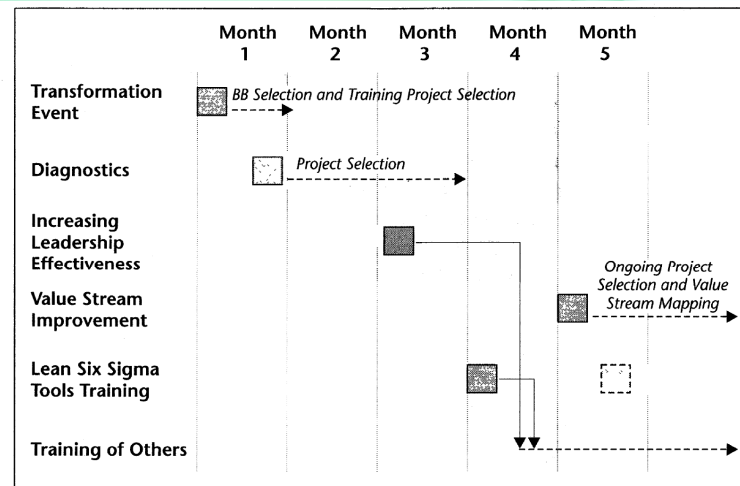 Month Month Month Month Month
1 2 3 4 5
Transformation
Event
BB Selection and Training Project Selection
Diagnostics
Project Selection
Increasing
Leadership
Effectiveness
Value Stream
Improvement
Ongoing Project
Selection and Value
Stream Mapping
Lean Six Sigma
Tools Training
Training of Others